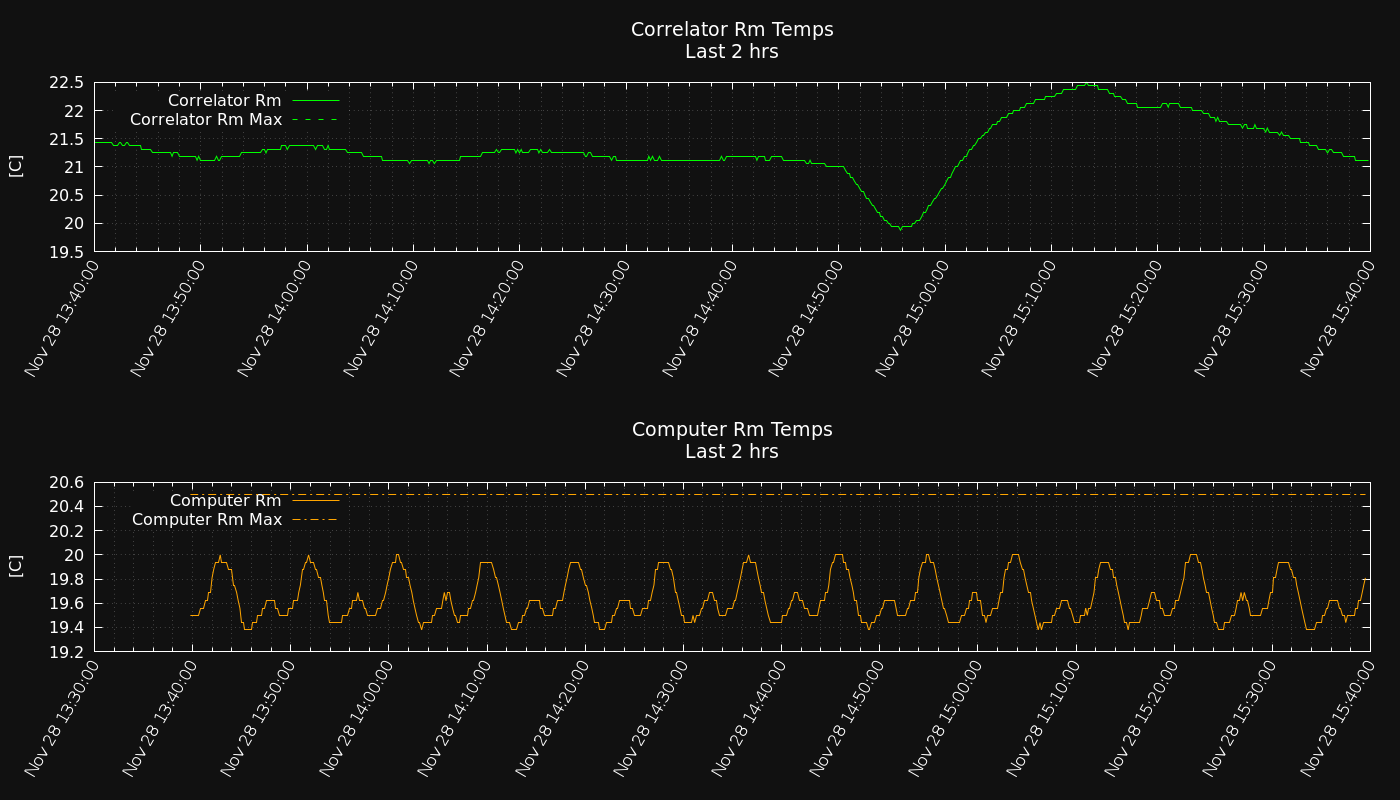 Correlator Rm Temps
Last 2 hrs
22.5
22
21.5
21
20.5
20
19.5
[C]
Correlator Rm
Correlator Rm Max
Nov 28 13:40:00
Nov 28 13:50:00
Nov 28 14:00:00
Nov 28 14:10:00
Nov 28 14:20:00
Nov 28 14:30:00
Nov 28 14:40:00
Nov 28 14:50:00
Nov 28 15:00:00
Nov 28 15:10:00
Nov 28 15:20:00
Nov 28 15:30:00
Nov 28 15:40:00
Computer Rm Temps
Last 2 hrs
20.6
20.4
20.2
20
19.8
19.6
19.4
19.2
[C]
Computer Rm
Computer Rm Max
Nov 28 13:30:00
Nov 28 13:40:00
Nov 28 13:50:00
Nov 28 14:00:00
Nov 28 14:10:00
Nov 28 14:20:00
Nov 28 14:30:00
Nov 28 14:40:00
Nov 28 14:50:00
Nov 28 15:00:00
Nov 28 15:10:00
Nov 28 15:20:00
Nov 28 15:30:00
Nov 28 15:40:00